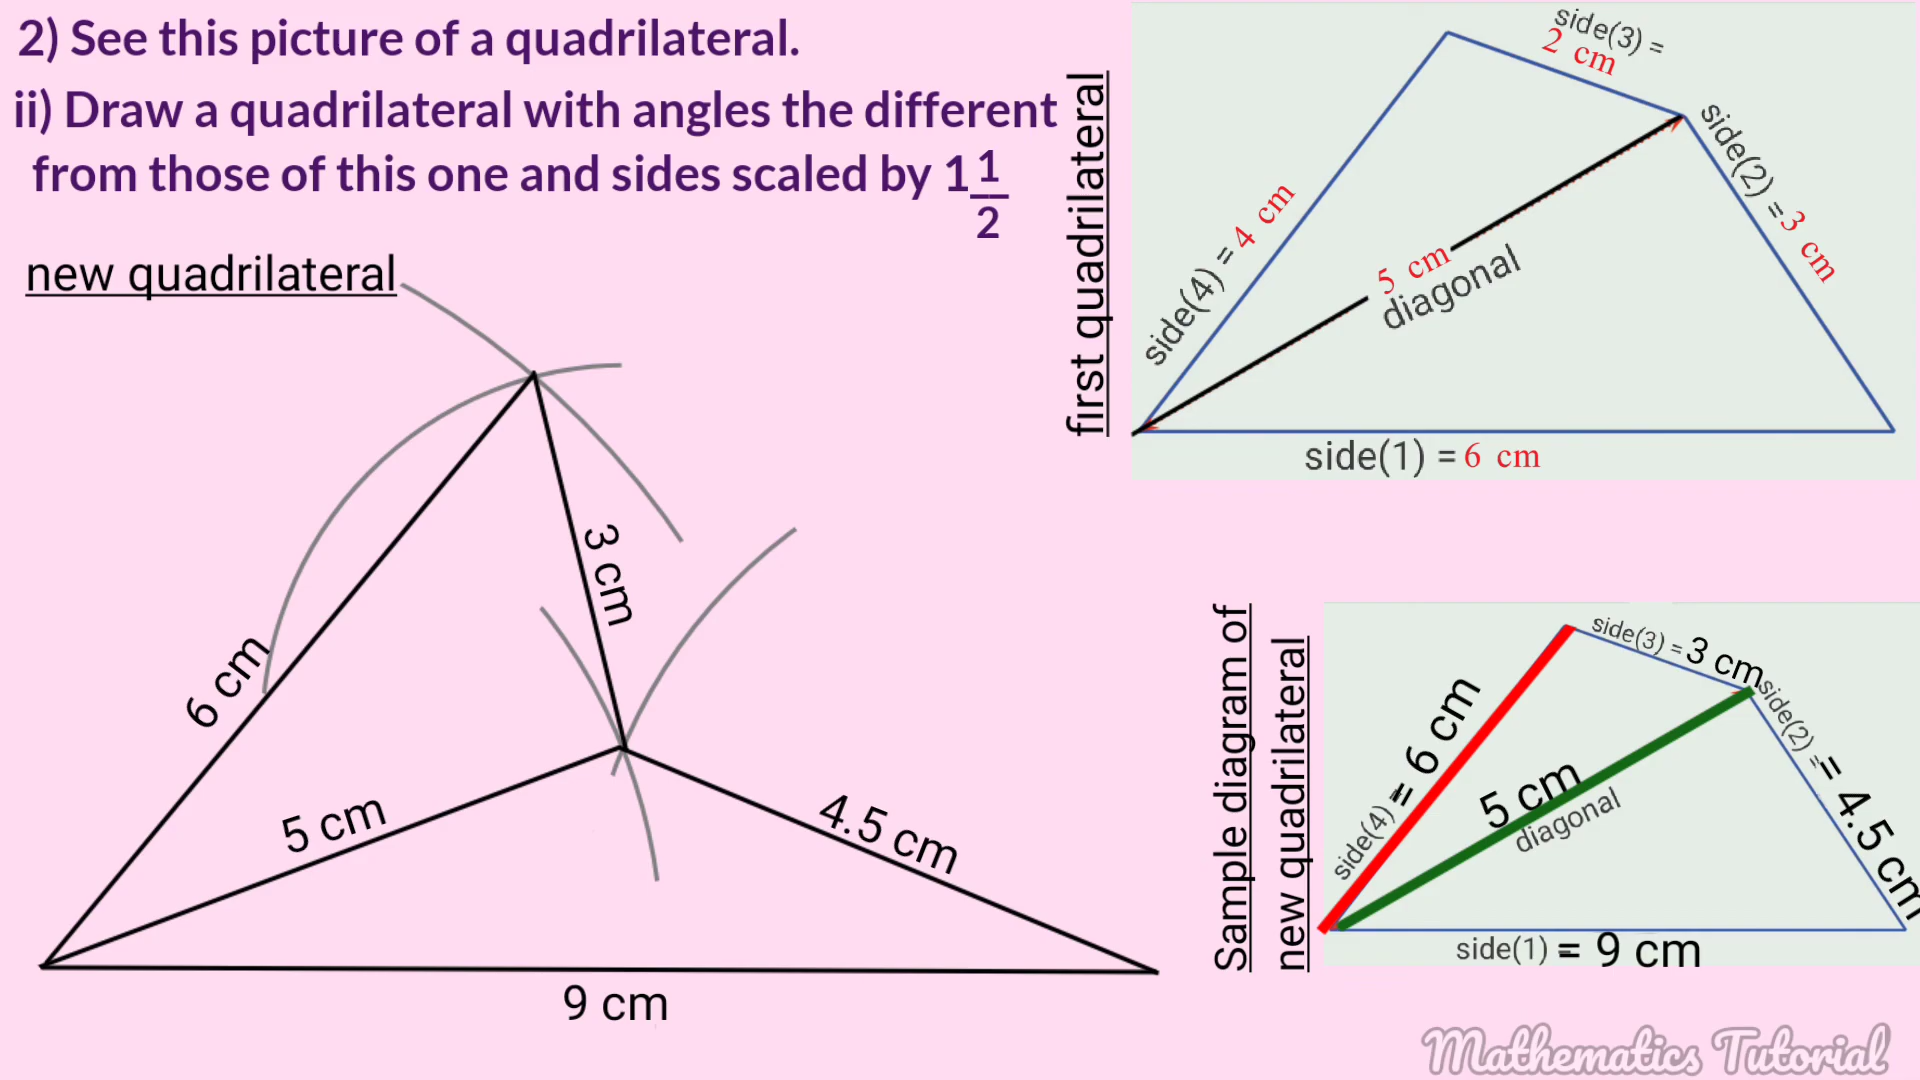 2) See this picture of a quadrilateral.
ii) Draw a quadrilateral with angles the different
from those of this one and sides scaled by 1 1/2
new quadrilateral
6 cm
3 cm
5 cm
4.5 cm
9 cm
first quadrilateral
side(3) =
2 cm
side(4) = 4 cm
side(2) = 3 cm
5 cm
diagonal
side(1) = 6 cm
Sample diagram of
new quadrilateral
side(3) = 3 cm
side(4) = = 6 cm
side(2) = = 4.5 cm
5 cm
diagonal
side(1) = 9 cm
Mathematics Tutorial